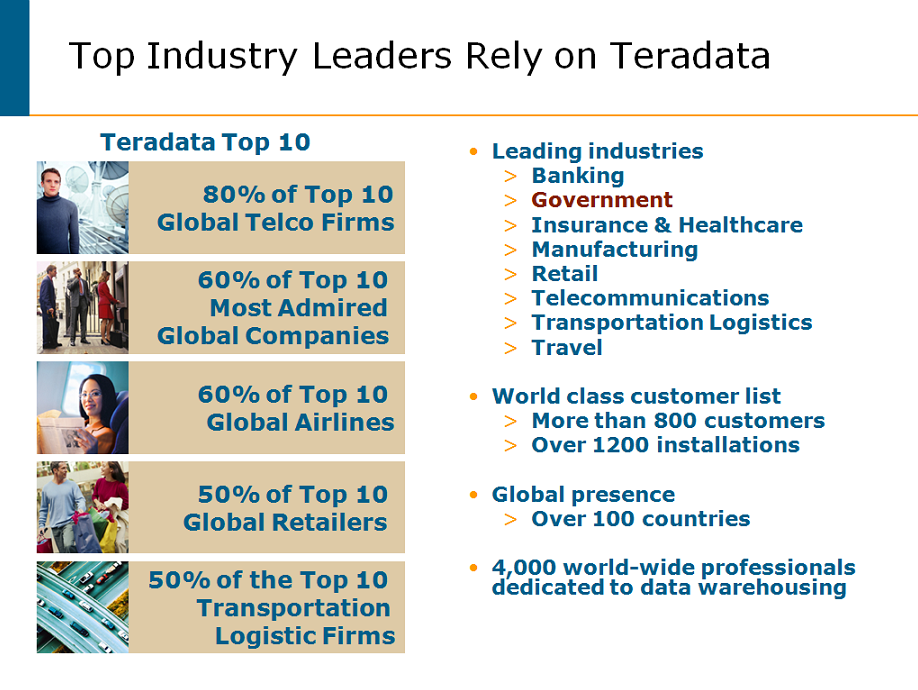 Top Industry Leaders Rely on Teradata
Teradata Top 10
80% of Top 10
Global Telco Firms
60% of Top 10
Most Admired
Global Companies
60% of Top 10
Global Airlines
50% of Top 10
Global Retailers
50% of the Top 10
Transportation
Logistic Firms
• Leading industries
> Banking
> Government
> Insurance & Healthcare
> Manufacturing
> Retail
> Telecommunications
> Transportation Logistics
> Travel
• World class customer list
> More than 800 customers
> Over 1200 installations
• Global presence
> Over 100 countries
• 4,000 world-wide professionals
dedicated to data warehousing